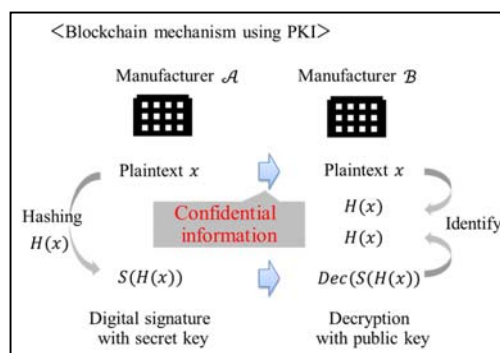 <Blockchain mechanism using PKI>
Manufacturer 𝒜
Manufacturer ℬ
Plaintext x
Plaintext x
Hashing
H(x)
Confidential
information
H(x)
H(x)
Identify
S(H(x))
Dec(S(H(x))
Digital signature
with secret key
Decryption
with public key